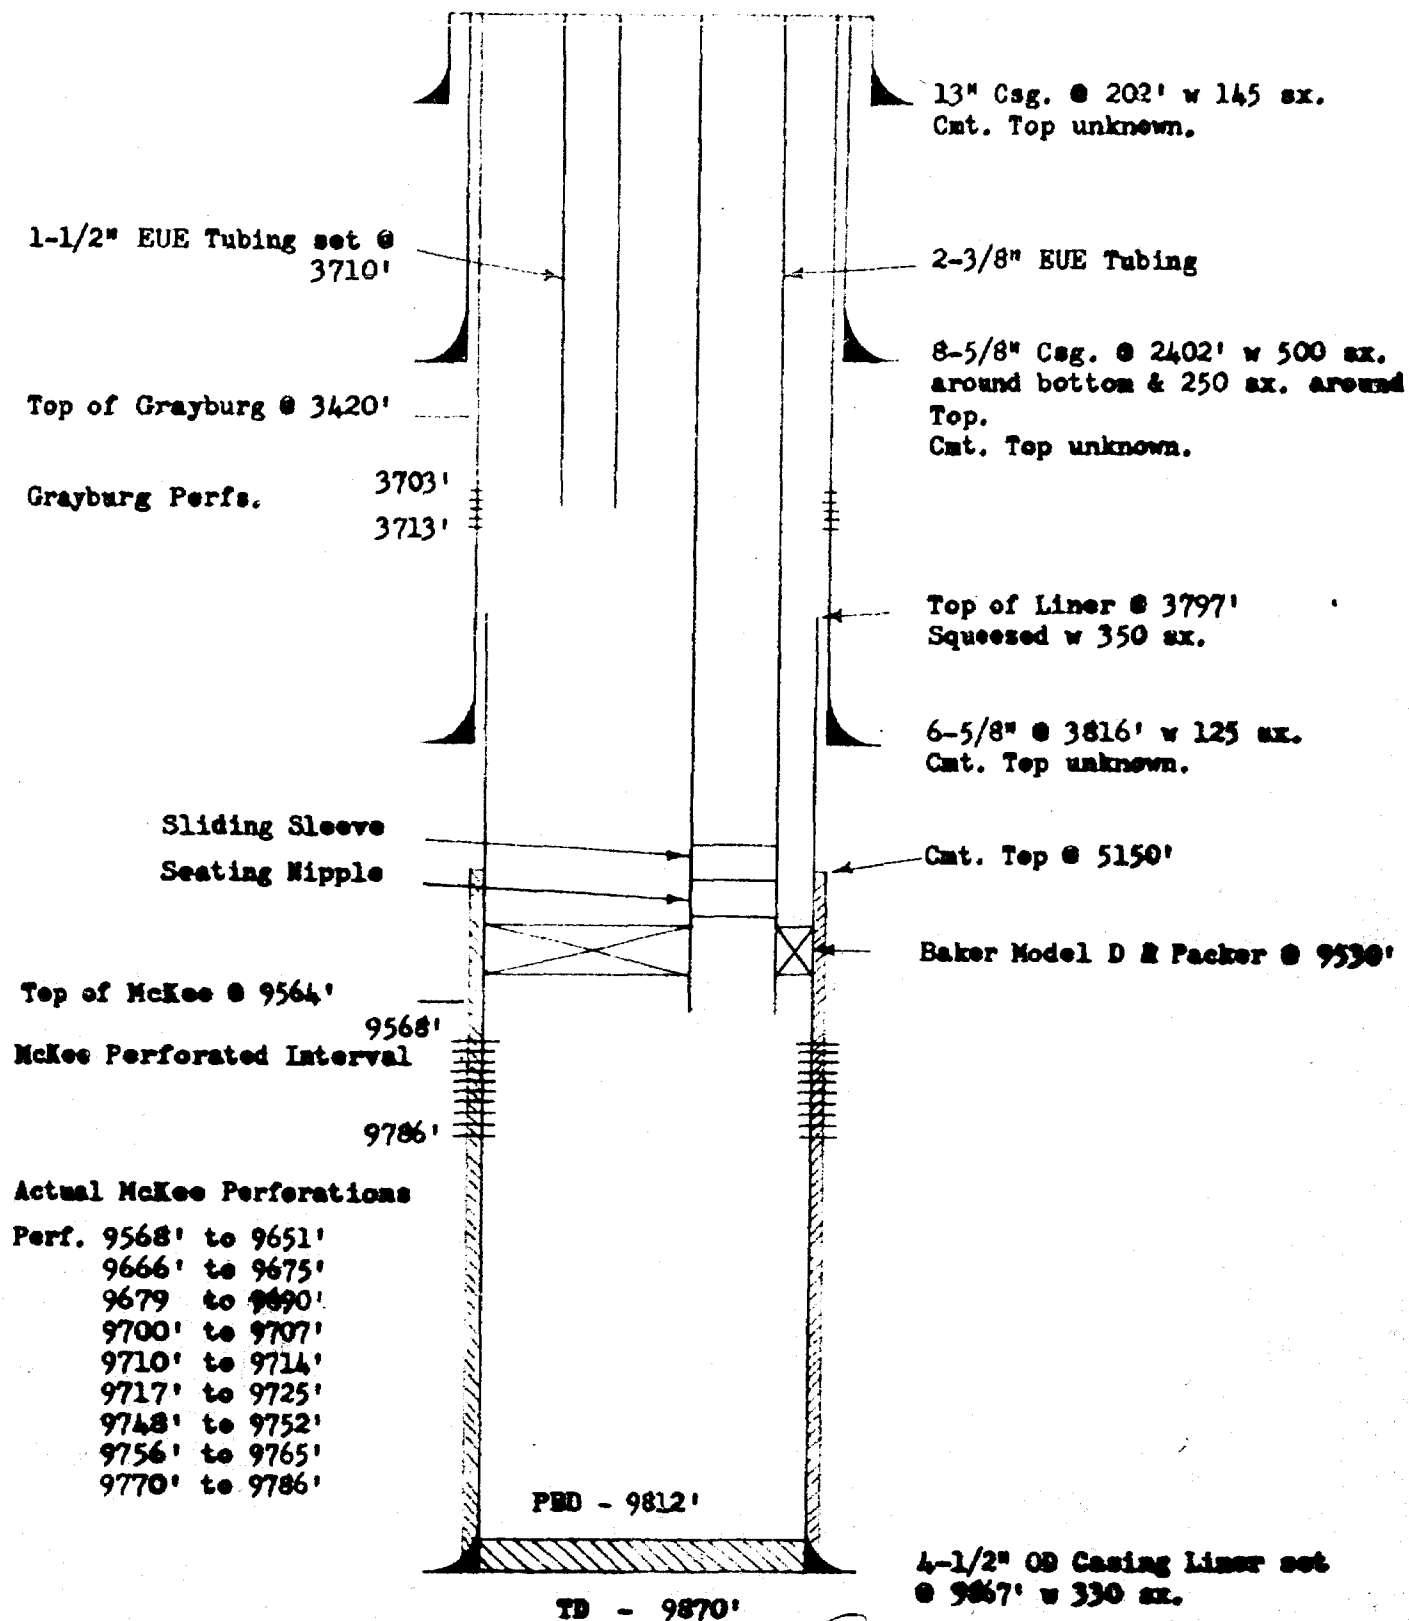 13" Csg. @ 202' w 145 sx.
Cmt. Top unknown.
1-1/2" EUE Tubing set @
3710'
2-3/8" EUE Tubing
8-5/8" Csg. @ 2402' w 500 sx.
around bottom & 250 sx. around
Top.
Cmt. Top unknown.
Top of Grayburg @ 3420'
3703'
Grayburg Perfs.
3713'
Top of Liner @ 3797'
Squeezed w 350 sx.
6-5/8" @ 3816' w 125 sx.
Cmt. Top unknown.
Sliding Sleeve
Seating Nipple
Cmt. Top @ 5150'
Baker Model D & Packer @ 9530'
Top of McKee @ 9564'
9568'
McKee Perforated Interval
9786'
Actual McKee Perforations
Perf. 9568' to 9651'
9666' to 9675'
9679 to 9690'
9700' to 9707'
9710' to 9714'
9717' to 9725'
9748' to 9752'
9756' to 9765'
9770' to 9786'
PBD - 9812'
4-1/2" OD Casing Liner set
@ 9867' w 330 sx.
TD - 9870'